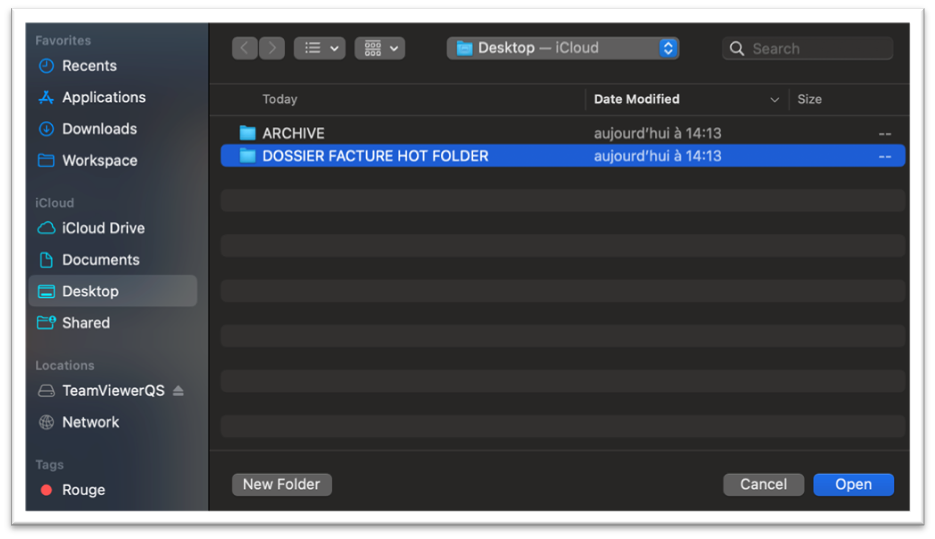 Favorites
Recents
Applications
Downloads
Workspace
iCloud
iCloud Drive
Documents
Desktop
Shared
Locations
TeamViewerQS
Network
Tags
Rouge
Desktop — iCloud
Search
Today Date Modified Size
ARCHIVE aujourd'hui à 14:13 --
DOSSIER FACTURE HOT FOLDER aujourd'hui à 14:13 --
New Folder Cancel Open